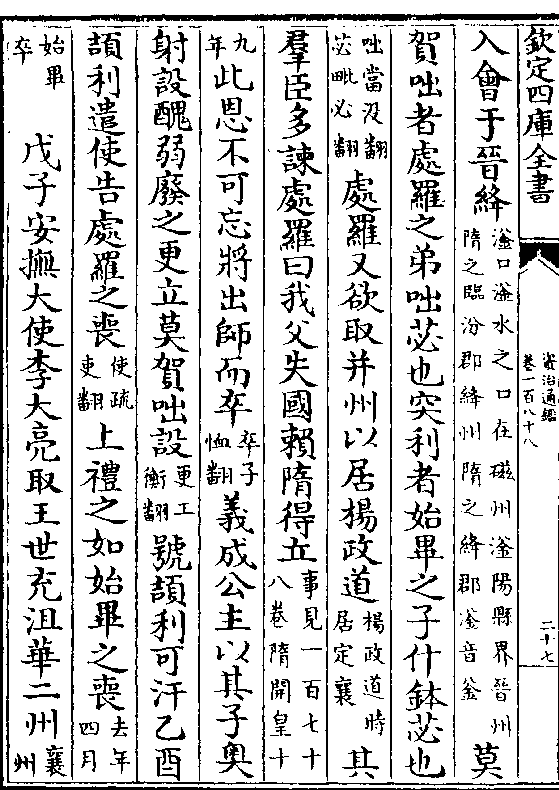 欽定四庫全書
資治通鑑
卷一百八十八
二十七
入會于晉絳滏口滏水之口在磁州滏陽縣界晉州隋之臨汾郡絳州隋之絳郡滏音釜莫
賀咄者處羅之弟咄苾也突利者始畢之子什鉢苾也
咄當没翻苾毗必翻處羅又欲取并州以居楊政道楊政道時居定襄其
羣臣多諫處羅曰我父失國賴隋得立事見一百七十八卷隋開皇十
九年此恩不可忘將出師而卒卒子恤翻義成公主以其子奧
射設醜弱廢之更立莫賀咄設更工衡翻號頡利可汗乙酉
頡利遣使告處羅之喪使疏吏翻上禮之如始畢之喪去年四月
始畢卒戊子安撫大使李大亮取王世充沮華二州襄州